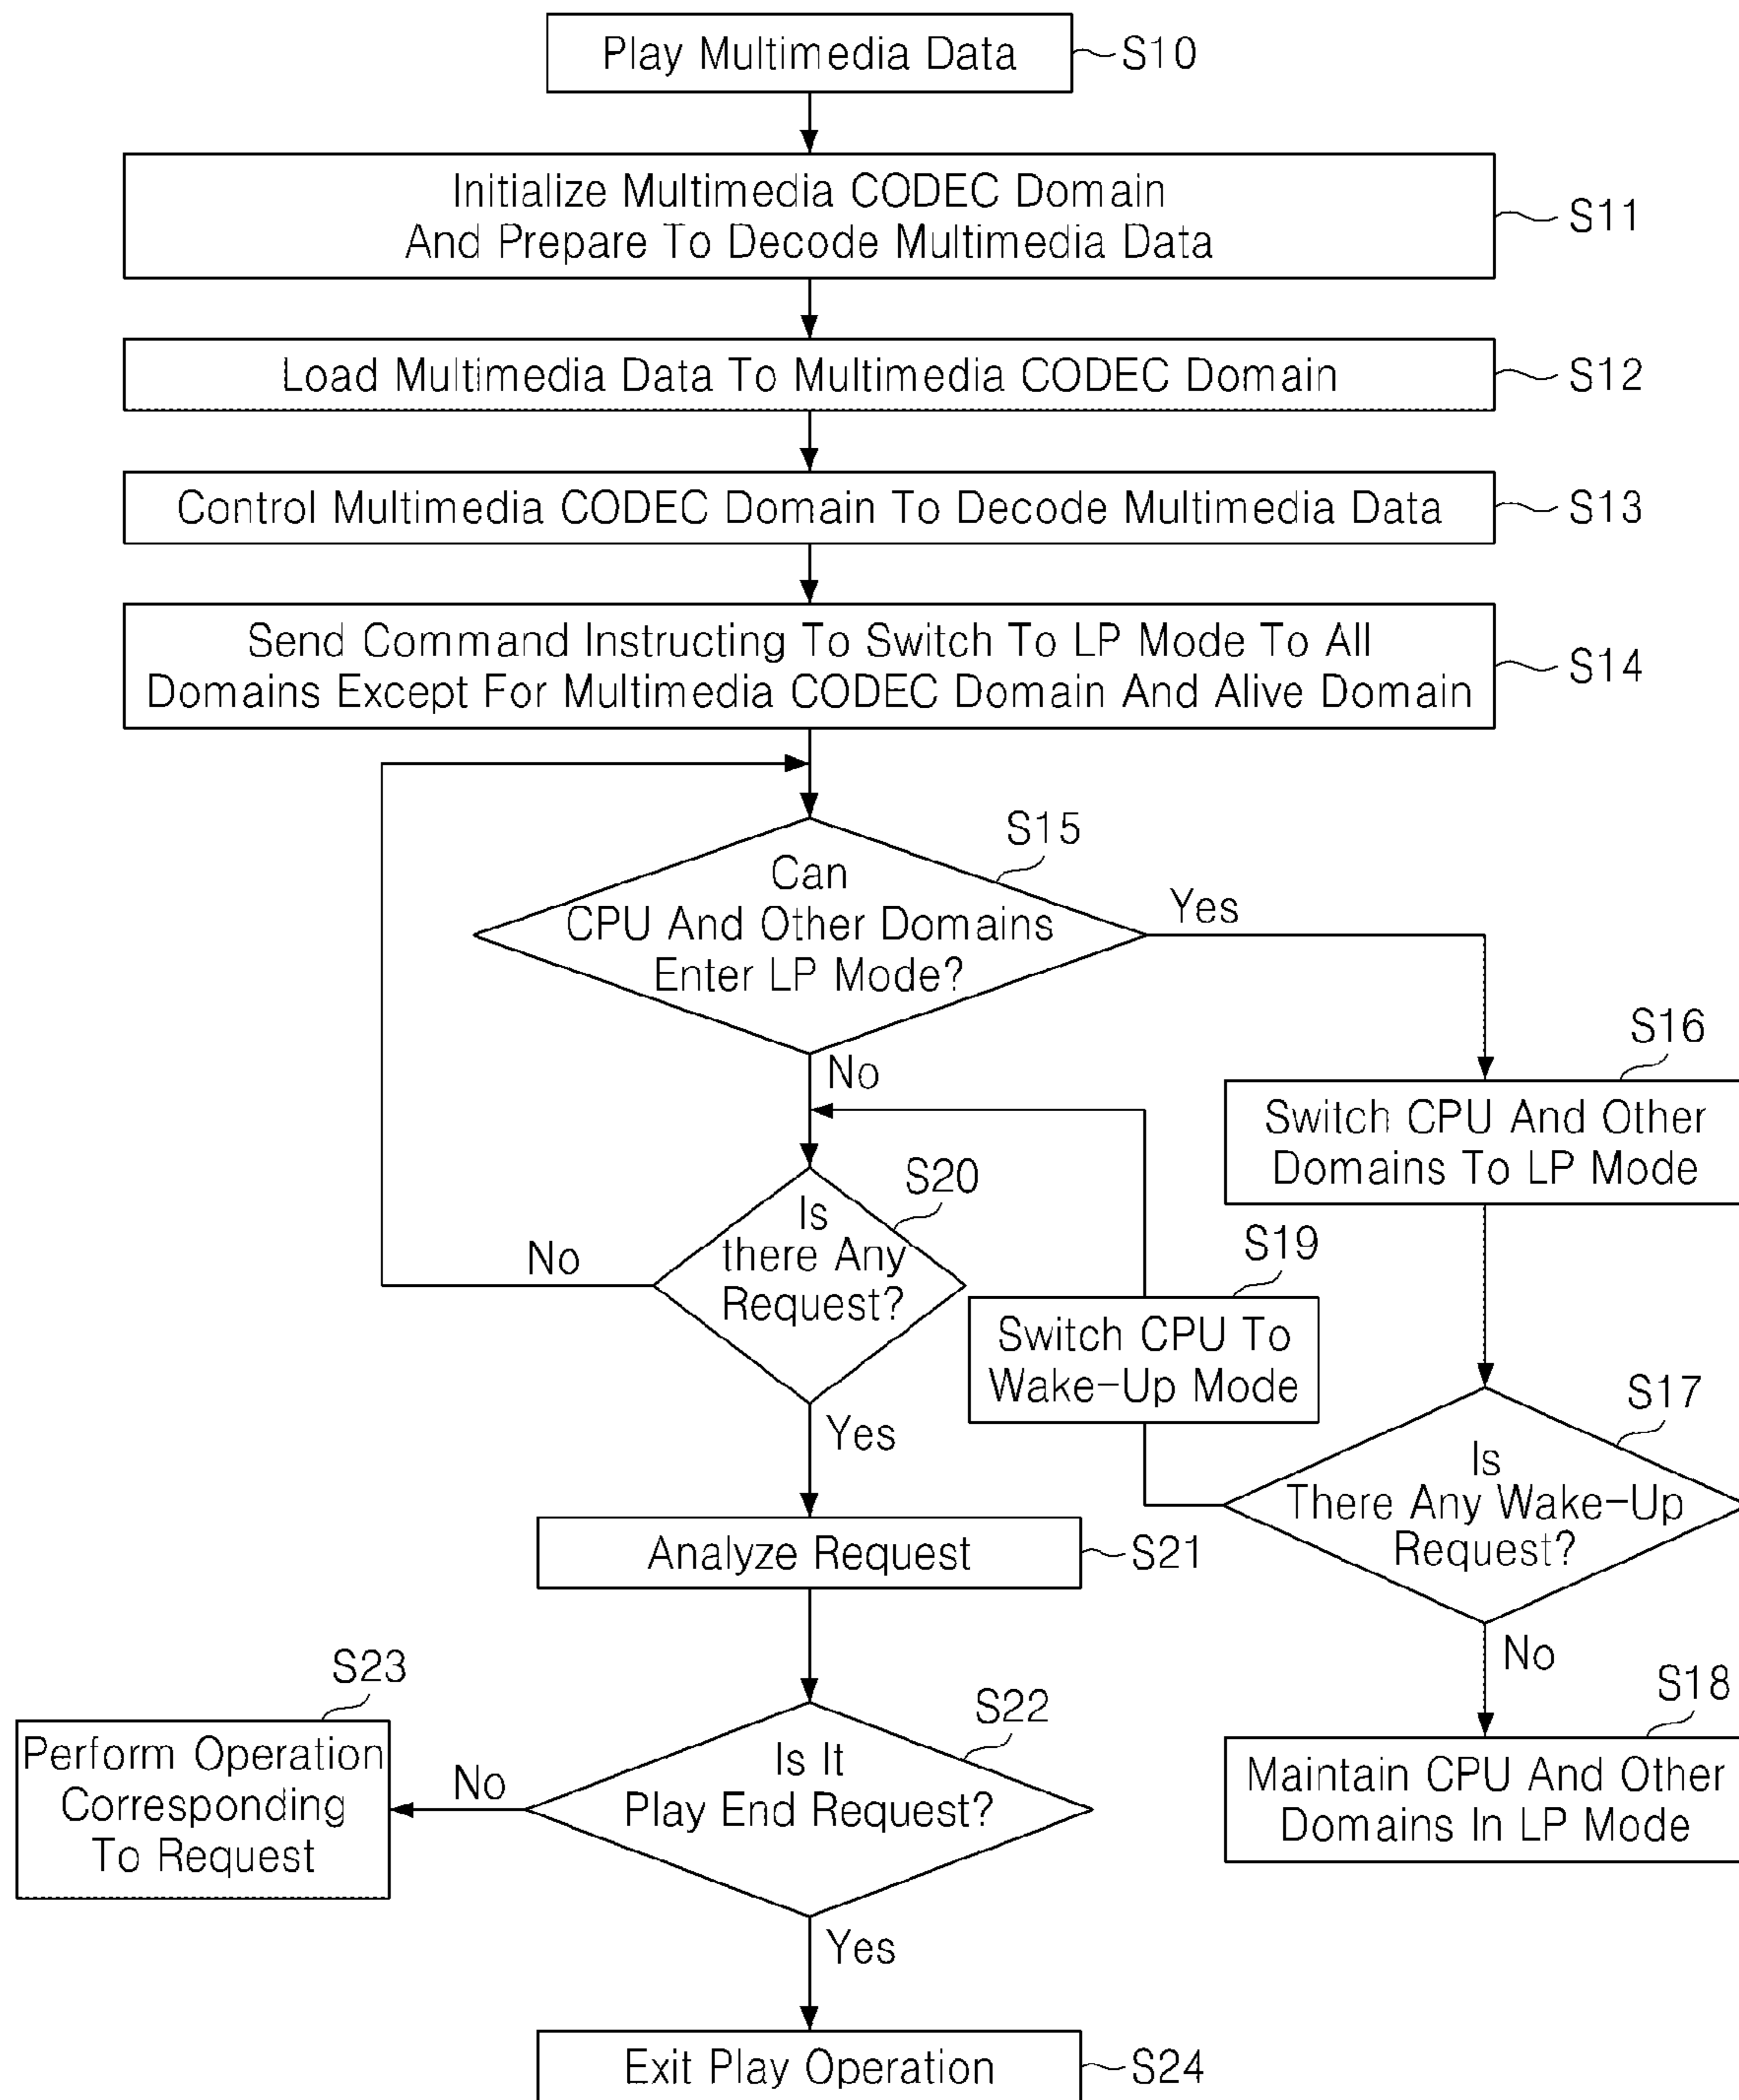 Play Multimedia Data
S10
Initialize Multimedia CODEC Domain
And Prepare To Decode Multimedia Data
S11
Load Multimedia Data To Multimedia CODEC Domain
S12
Control Multimedia CODEC Domain To Decode Multimedia Data
S13
Send Command Instructing To Switch To LP Mode To All
Domains Except For Multimedia CODEC Domain And Alive Domain
S14
S15
Can
CPU And Other Domains
Enter LP Mode?
Yes
No
S16
Switch CPU And Other
Domains To LP Mode
S20
Is
there Any
Request?
No
Yes
S19
Switch CPU To
Wake-Up Mode
S17
Is
There Any Wake-Up
Request?
No
S18
Maintain CPU And Other
Domains In LP Mode
Analyze Request
S21
S22
Is It
Play End Request?
No
Yes
S23
Perform Operation
Corresponding
To Request
Exit Play Operation
S24